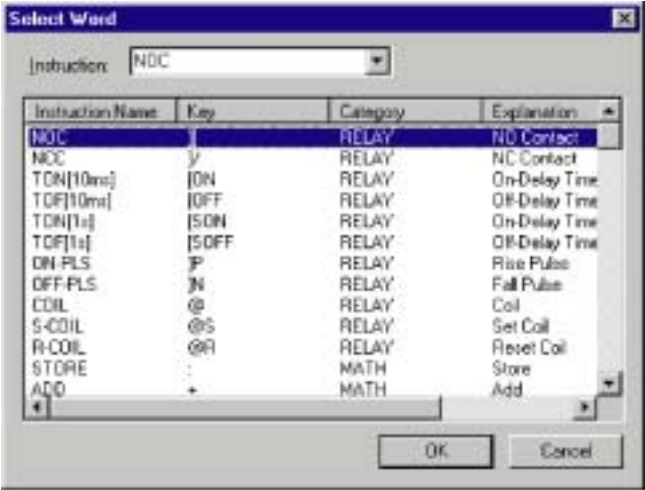 Select Word
Instruction: NOC
Instruction Name Key Category Explanation
NOC ][ RELAY NO Contact
NCC ]/ RELAY NC Contact
TON[10ms] [ON RELAY On-Delay Time
TOF[10ms] [OFF RELAY Off-Delay Time
TON[1s] [SON RELAY On-Delay Time
TOF[1s] [SOFF RELAY Off-Delay Time
ON-PLS ]P RELAY Rise Pulse
OFF-PLS ]N RELAY Fall Pulse
COIL @ RELAY Coil
S-COIL @S RELAY Set Coil
R-COIL @R RELAY Reset Coil
STORE : MATH Store
ADD + MATH Add
OK Cancel